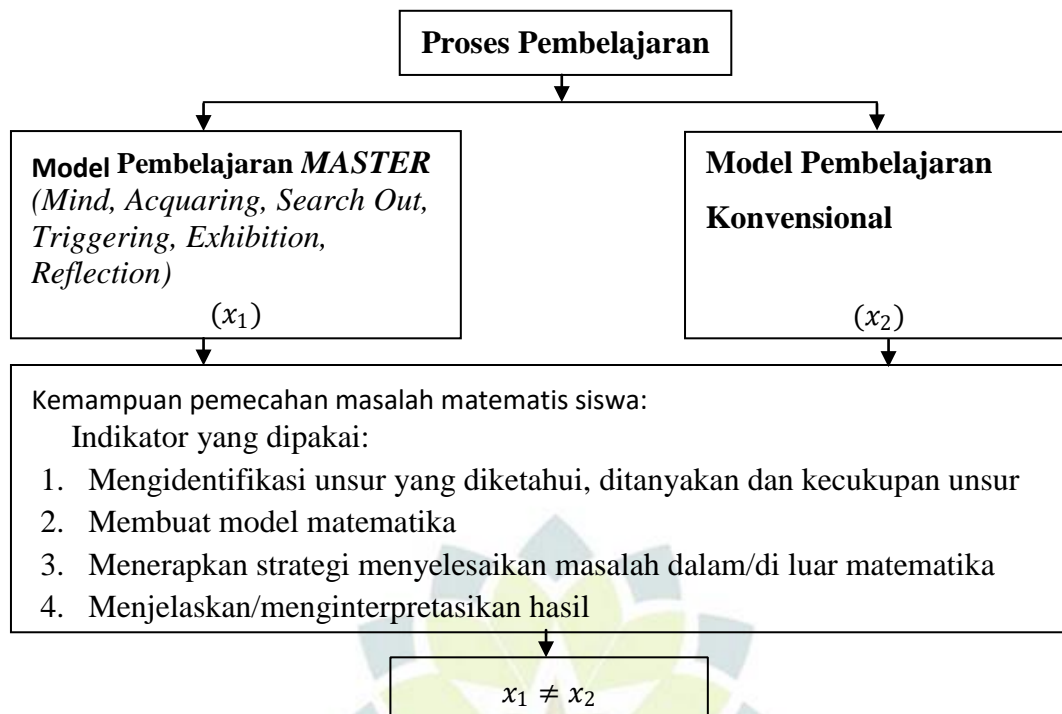 Proses Pembelajaran
Model Pembelajaran MASTER
(Mind, Acquaring, Search Out,
Triggering, Exhibition,
Reflection)
(x₁)
Model Pembelajaran
Konvensional
(x₂)
Kemampuan pemecahan masalah matematis siswa:
Indikator yang dipakai:
1. Mengidentifikasi unsur yang diketahui, ditanyakan dan kecukupan unsur
2. Membuat model matematika
3. Menerapkan strategi menyelesaikan masalah dalam/di luar matematika
4. Menjelaskan/menginterpretasikan hasil
x₁ ≠ x₂